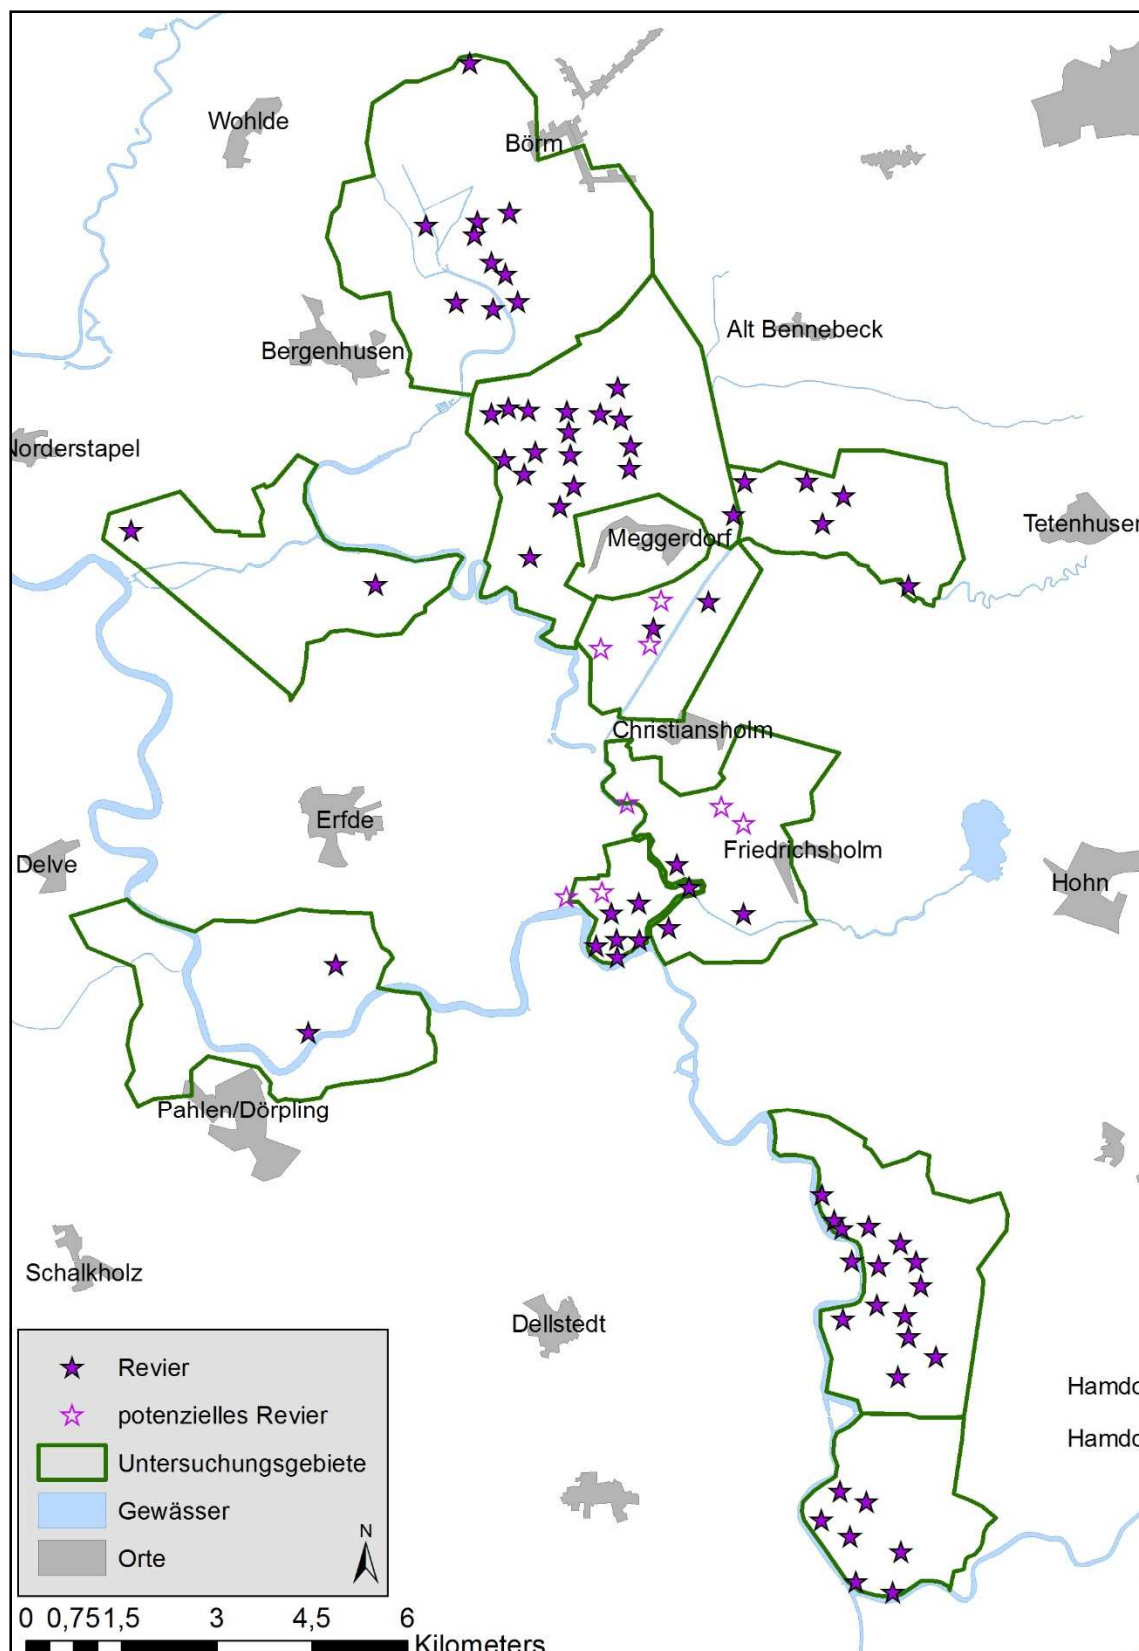 Wohlde
Börm
Bergenhusen
Alt Bennebeck
Norderstapel
Meggerdorf
Tetenhusen
Christiansholm
Erfde
Delve
Friedrichsholm
Hohn
Pahlen/Dörpling
Schalkholz
Dellstedt
Hamdo
Hamdo
Revier
potenzielles Revier
Untersuchungsgebiete
Gewässer
Orte
N
0 0,75 1,5 3 4,5 6
Kilometers